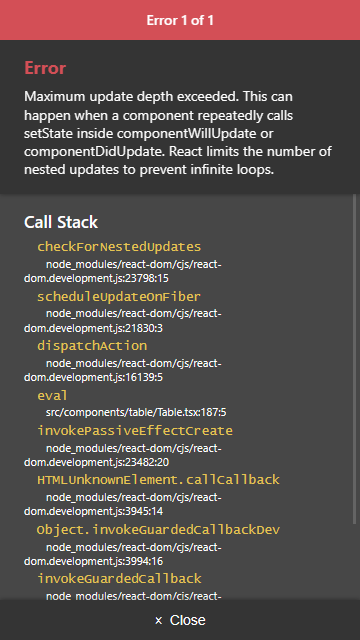 Error 1 of 1
Error
Maximum update depth exceeded. This can
happen when a component repeatedly calls
setState inside componentWillUpdate or
componentDidUpdate. React limits the number of
nested updates to prevent infinite loops.
Call Stack
checkForNestedUpdates
node_modules/react-dom/cjs/react-
dom.development.js:23798:15
scheduleUpdateOnFiber
node_modules/react-dom/cjs/react-
dom.development.js:21830:3
dispatchAction
node_modules/react-dom/cjs/react-
dom.development.js:16139:5
eval
src/components/table/Table.tsx:187:5
invokePassiveEffectCreate
node_modules/react-dom/cjs/react-
dom.development.js:23482:20
HTMLUnknownElement.callCallback
node_modules/react-dom/cjs/react-
dom.development.js:3945:14
Object.invokeGuardedCallbackDev
node_modules/react-dom/cjs/react-
dom.development.js:3994:16
invokeGuardedCallback
node_modules/react-dom/cjs/react-
× Close